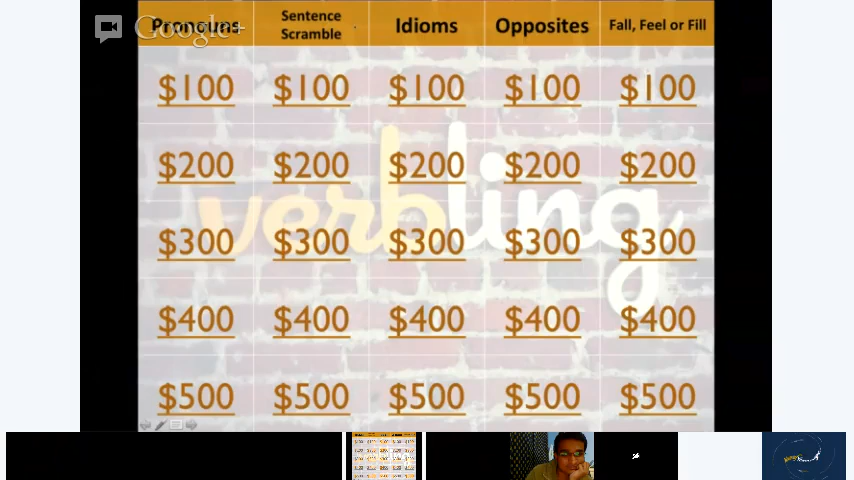 Google+
Pronouns
Sentence
Scramble
Idioms
Opposites
Fall, Feel or Fill
$100 $100 $100 $100 $100
$200 $200 $200 $200 $200
$300 $300 $300 $300 $300
$400 $400 $400 $400 $400
$500 $500 $500 $500 $500
verbling